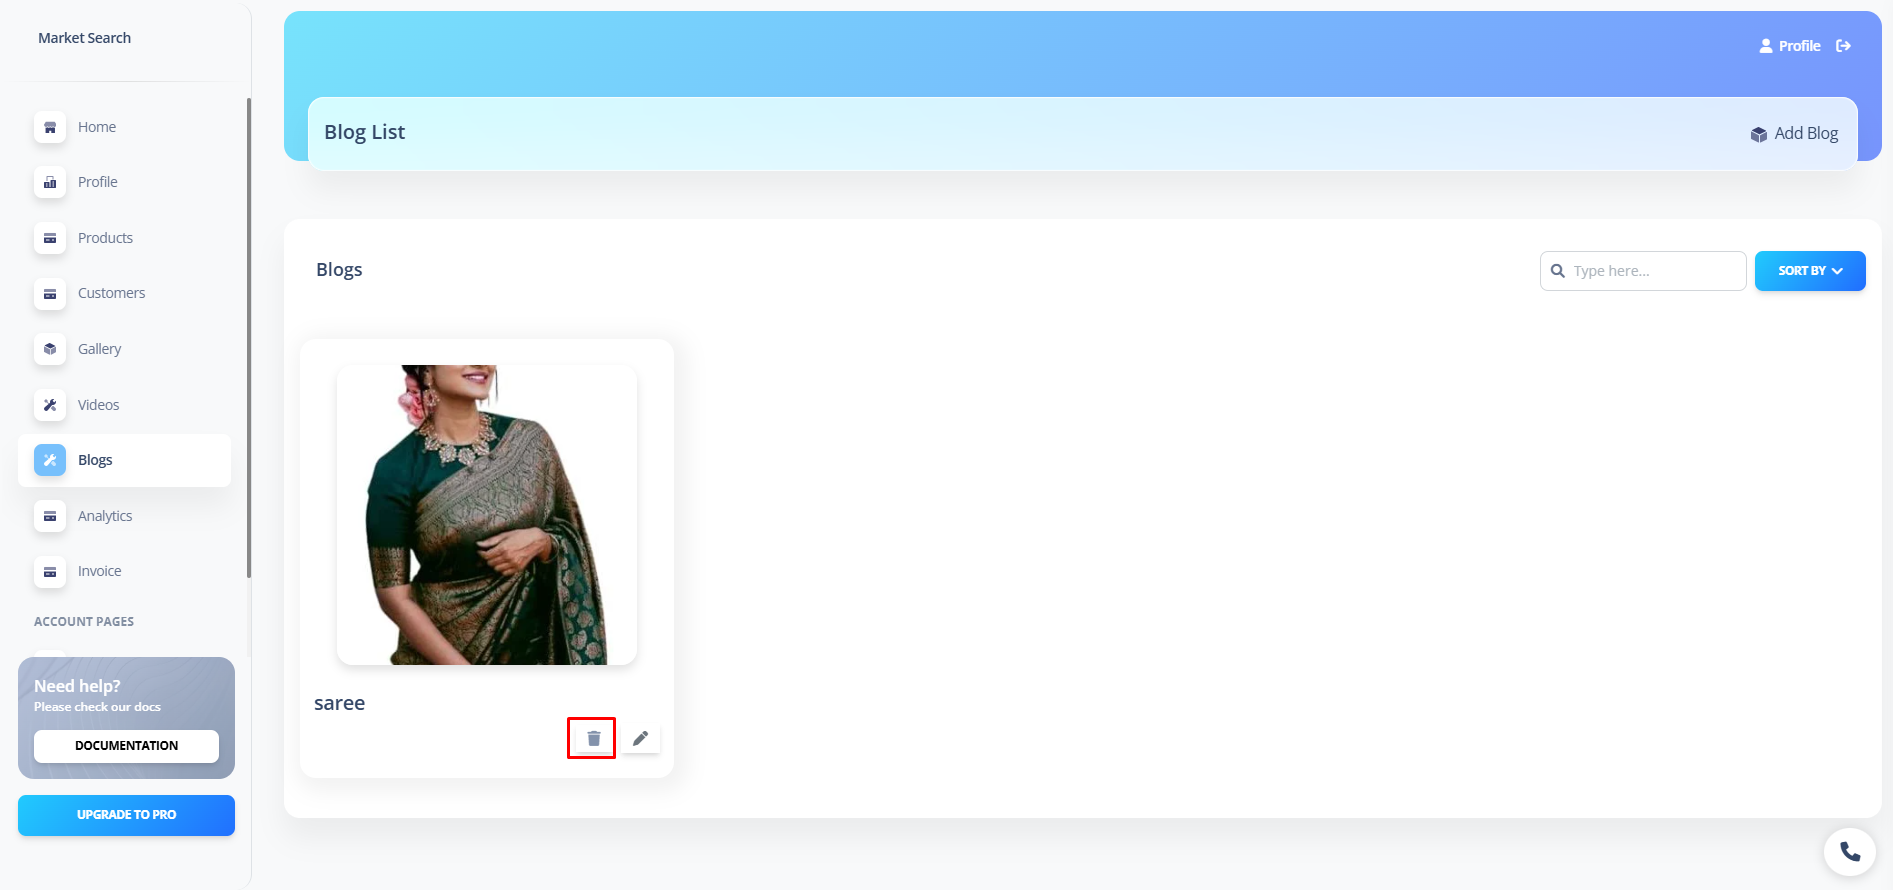 Market Search
Home
Profile
Products
Customers
Gallery
Videos
Blogs
Analytics
Invoice
ACCOUNT PAGES
Need help?
Please check our docs
DOCUMENTATION
UPGRADE TO PRO
Profile
Blog List
Add Blog
Blogs
Type here...
SORT BY
saree